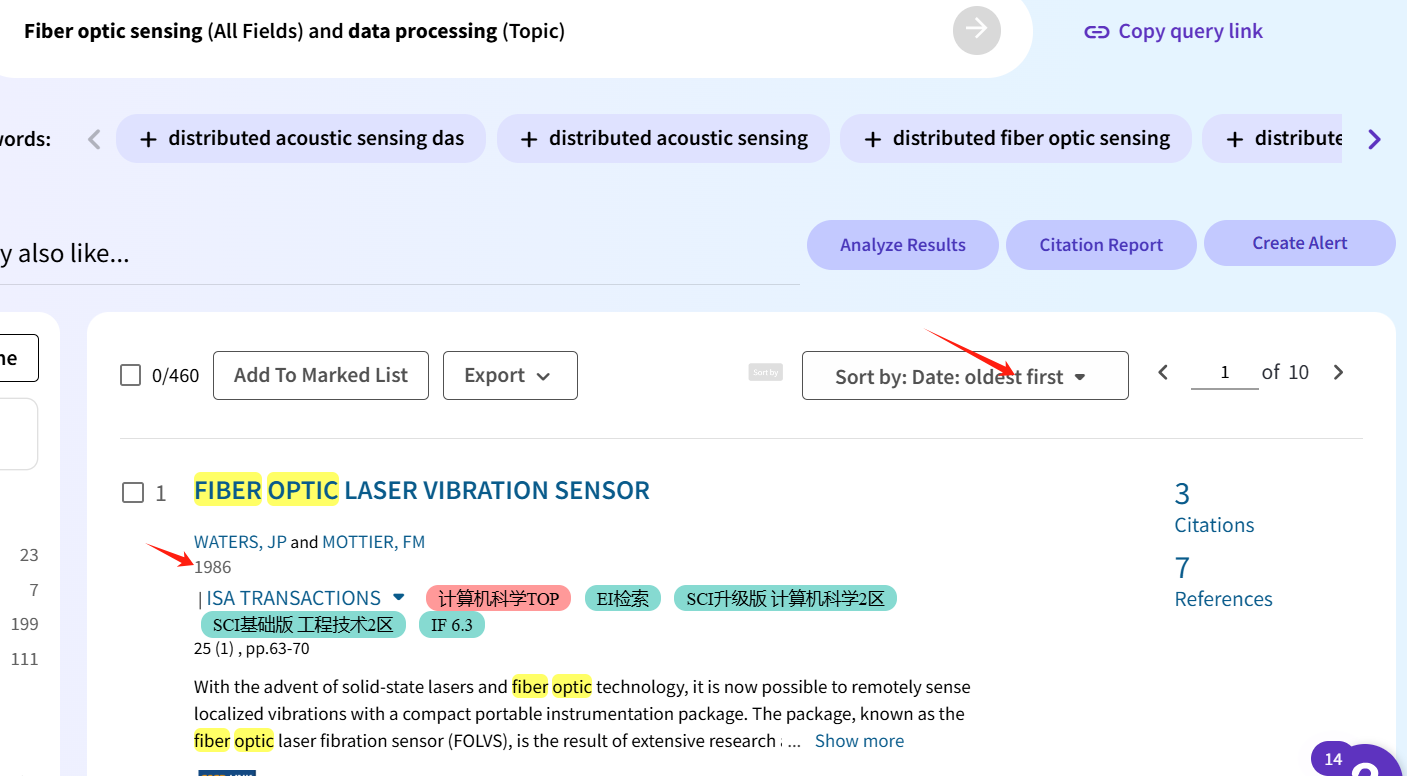 Fiber optic sensing (All Fields) and data processing (Topic)
Copy query link
words:
+ distributed acoustic sensing das
+ distributed acoustic sensing
+ distributed fiber optic sensing
+ distribute
y also like...
Analyze Results
Citation Report
Create Alert
ne
0/460
Add To Marked List
Export
Sort by
Sort by: Date: oldest first
1 of 10
1
FIBER OPTIC LASER VIBRATION SENSOR
3
Citations
WATERS, JP and MOTTIER, FM
1986
7
References
| ISA TRANSACTIONS
计算机科学TOP
EI检索
SCI升级版 计算机科学2区
SCI基础版 工程技术2区
IF 6.3
25 (1) , pp.63-70
With the advent of solid-state lasers and fiber optic technology, it is now possible to remotely sense
localized vibrations with a compact portable instrumentation package. The package, known as the
fiber optic laser fibration sensor (FOLVS), is the result of extensive research ... Show more
23
7
199
111
14